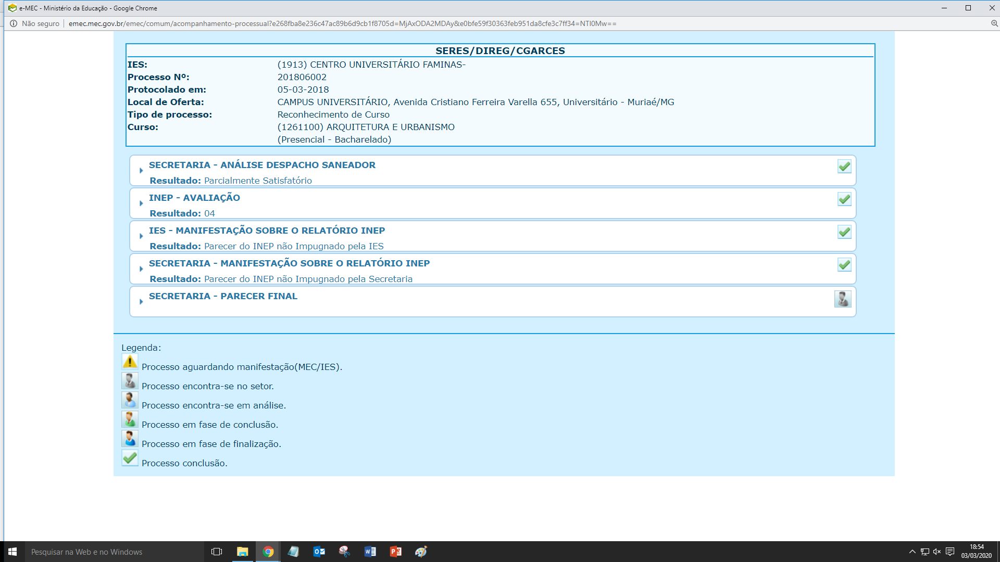 e-MEC - Ministério da Educação - Google Chrome
Não seguro
emec.mec.gov.br/emec/comum/acompanhamento-processual?e268fba8e236c47ac89b6d9cb1f8705d=MjAxODA2MDAy&e0bfe59f30363feb951da8cfe3c7ff34=NTI0Mw==
SERES/DIREG/CGARCES
IES: (1913) CENTRO UNIVERSITÁRIO FAMINAS-
Processo Nº: 201806002
Protocolado em: 05-03-2018
Local de Oferta: CAMPUS UNIVERSITÁRIO, Avenida Cristiano Ferreira Varella 655, Universitário - Muriaé/MG
Tipo de processo: Reconhecimento de Curso
Curso: (1261100) ARQUITETURA E URBANISMO
(Presencial - Bacharelado)
SECRETARIA - ANÁLISE DESPACHO SANEADOR
Resultado: Parcialmente Satisfatório
INEP - AVALIAÇÃO
Resultado: 04
IES - MANIFESTAÇÃO SOBRE O RELATÓRIO INEP
Resultado: Parecer do INEP não Impugnado pela IES
SECRETARIA - MANIFESTAÇÃO SOBRE O RELATÓRIO INEP
Resultado: Parecer do INEP não Impugnado pela Secretaria
SECRETARIA - PARECER FINAL
Legenda:
Processo aguardando manifestação(MEC/IES).
Processo encontra-se no setor.
Processo encontra-se em análise.
Processo em fase de conclusão.
Processo em fase de finalização.
Processo conclusão.
Pesquisar na Web e no Windows
18:54
03/03/2020